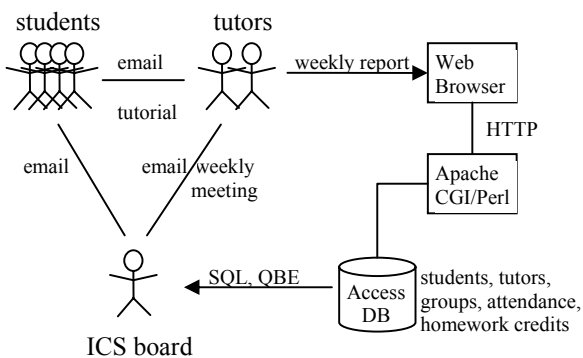 students
tutors
email
tutorial
weekly report
Web
Browser
HTTP
email
email, weekly
meeting
Apache
CGI/Perl
SQL, QBE
Access
DB
students, tutors,
groups, attendance,
homework credits
ICS board